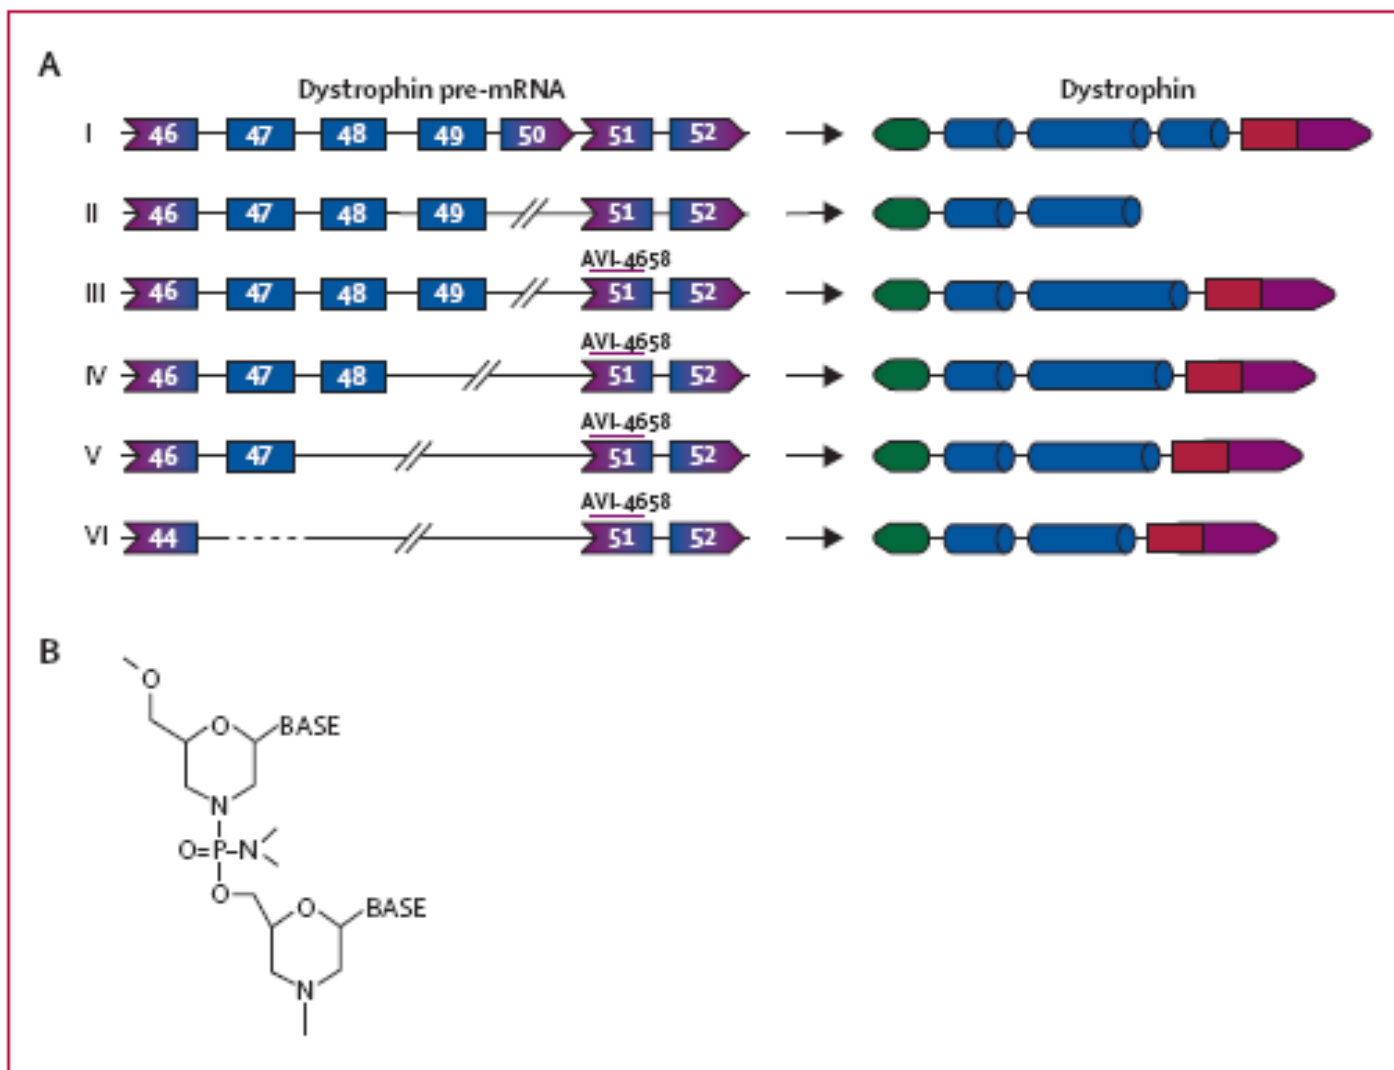 A
Dystrophin pre-mRNA Dystrophin
I 46 47 48 49 50 51 52
II 46 47 48 49 51 52
AVI-4658
III 46 47 48 49 51 52
AVI-4658
IV 46 47 48 51 52
AVI-4658
V 46 47 51 52
AVI-4658
VI 44 51 52
B
O
O BASE
N
O=P-N
O
O BASE
N